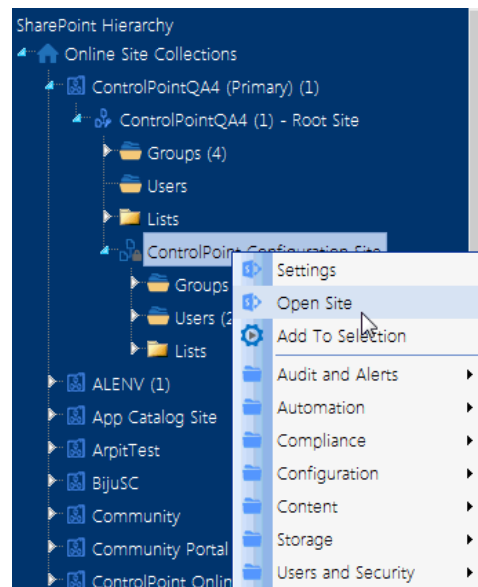 SharePoint Hierarchy
Online Site Collections
ControlPointQA4 (Primary) (1)
ControlPointQA4 (1) - Root Site
Groups (4)
Users
Lists
ControlPoint Configuration Site
Groups
Users (2
Lists
ALENV (1)
App Catalog Site
ArpitTest
BijuSC
Community
Community Portal
ControlPoint Onlin
Settings
Open Site
Add To Selection
Audit and Alerts
Automation
Compliance
Configuration
Content
Storage
Users and Security